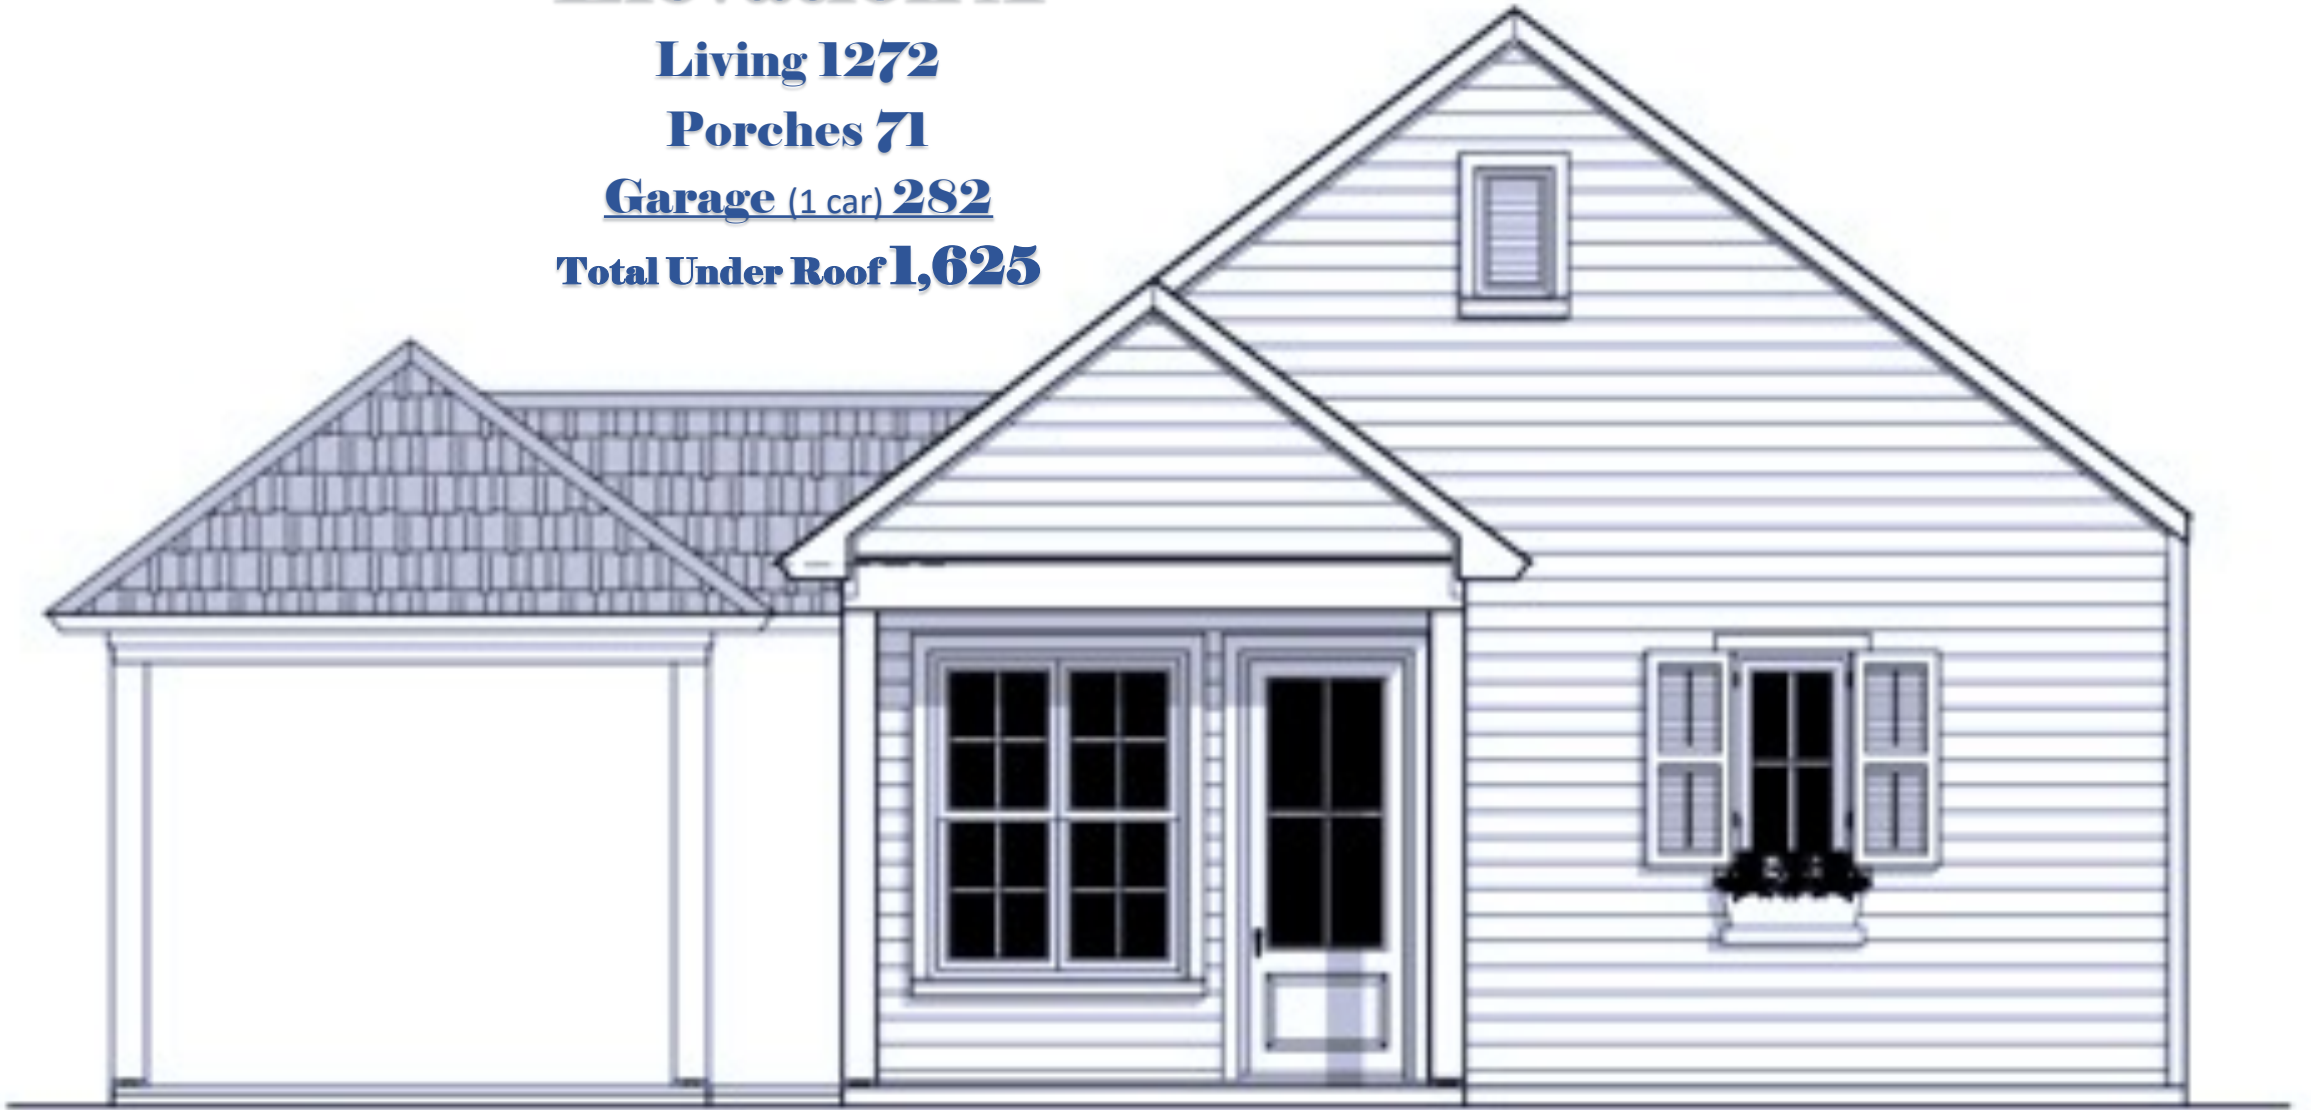 Living 1272
Porches 71
Garage (1 car) 282
Total Under Roof 1,625